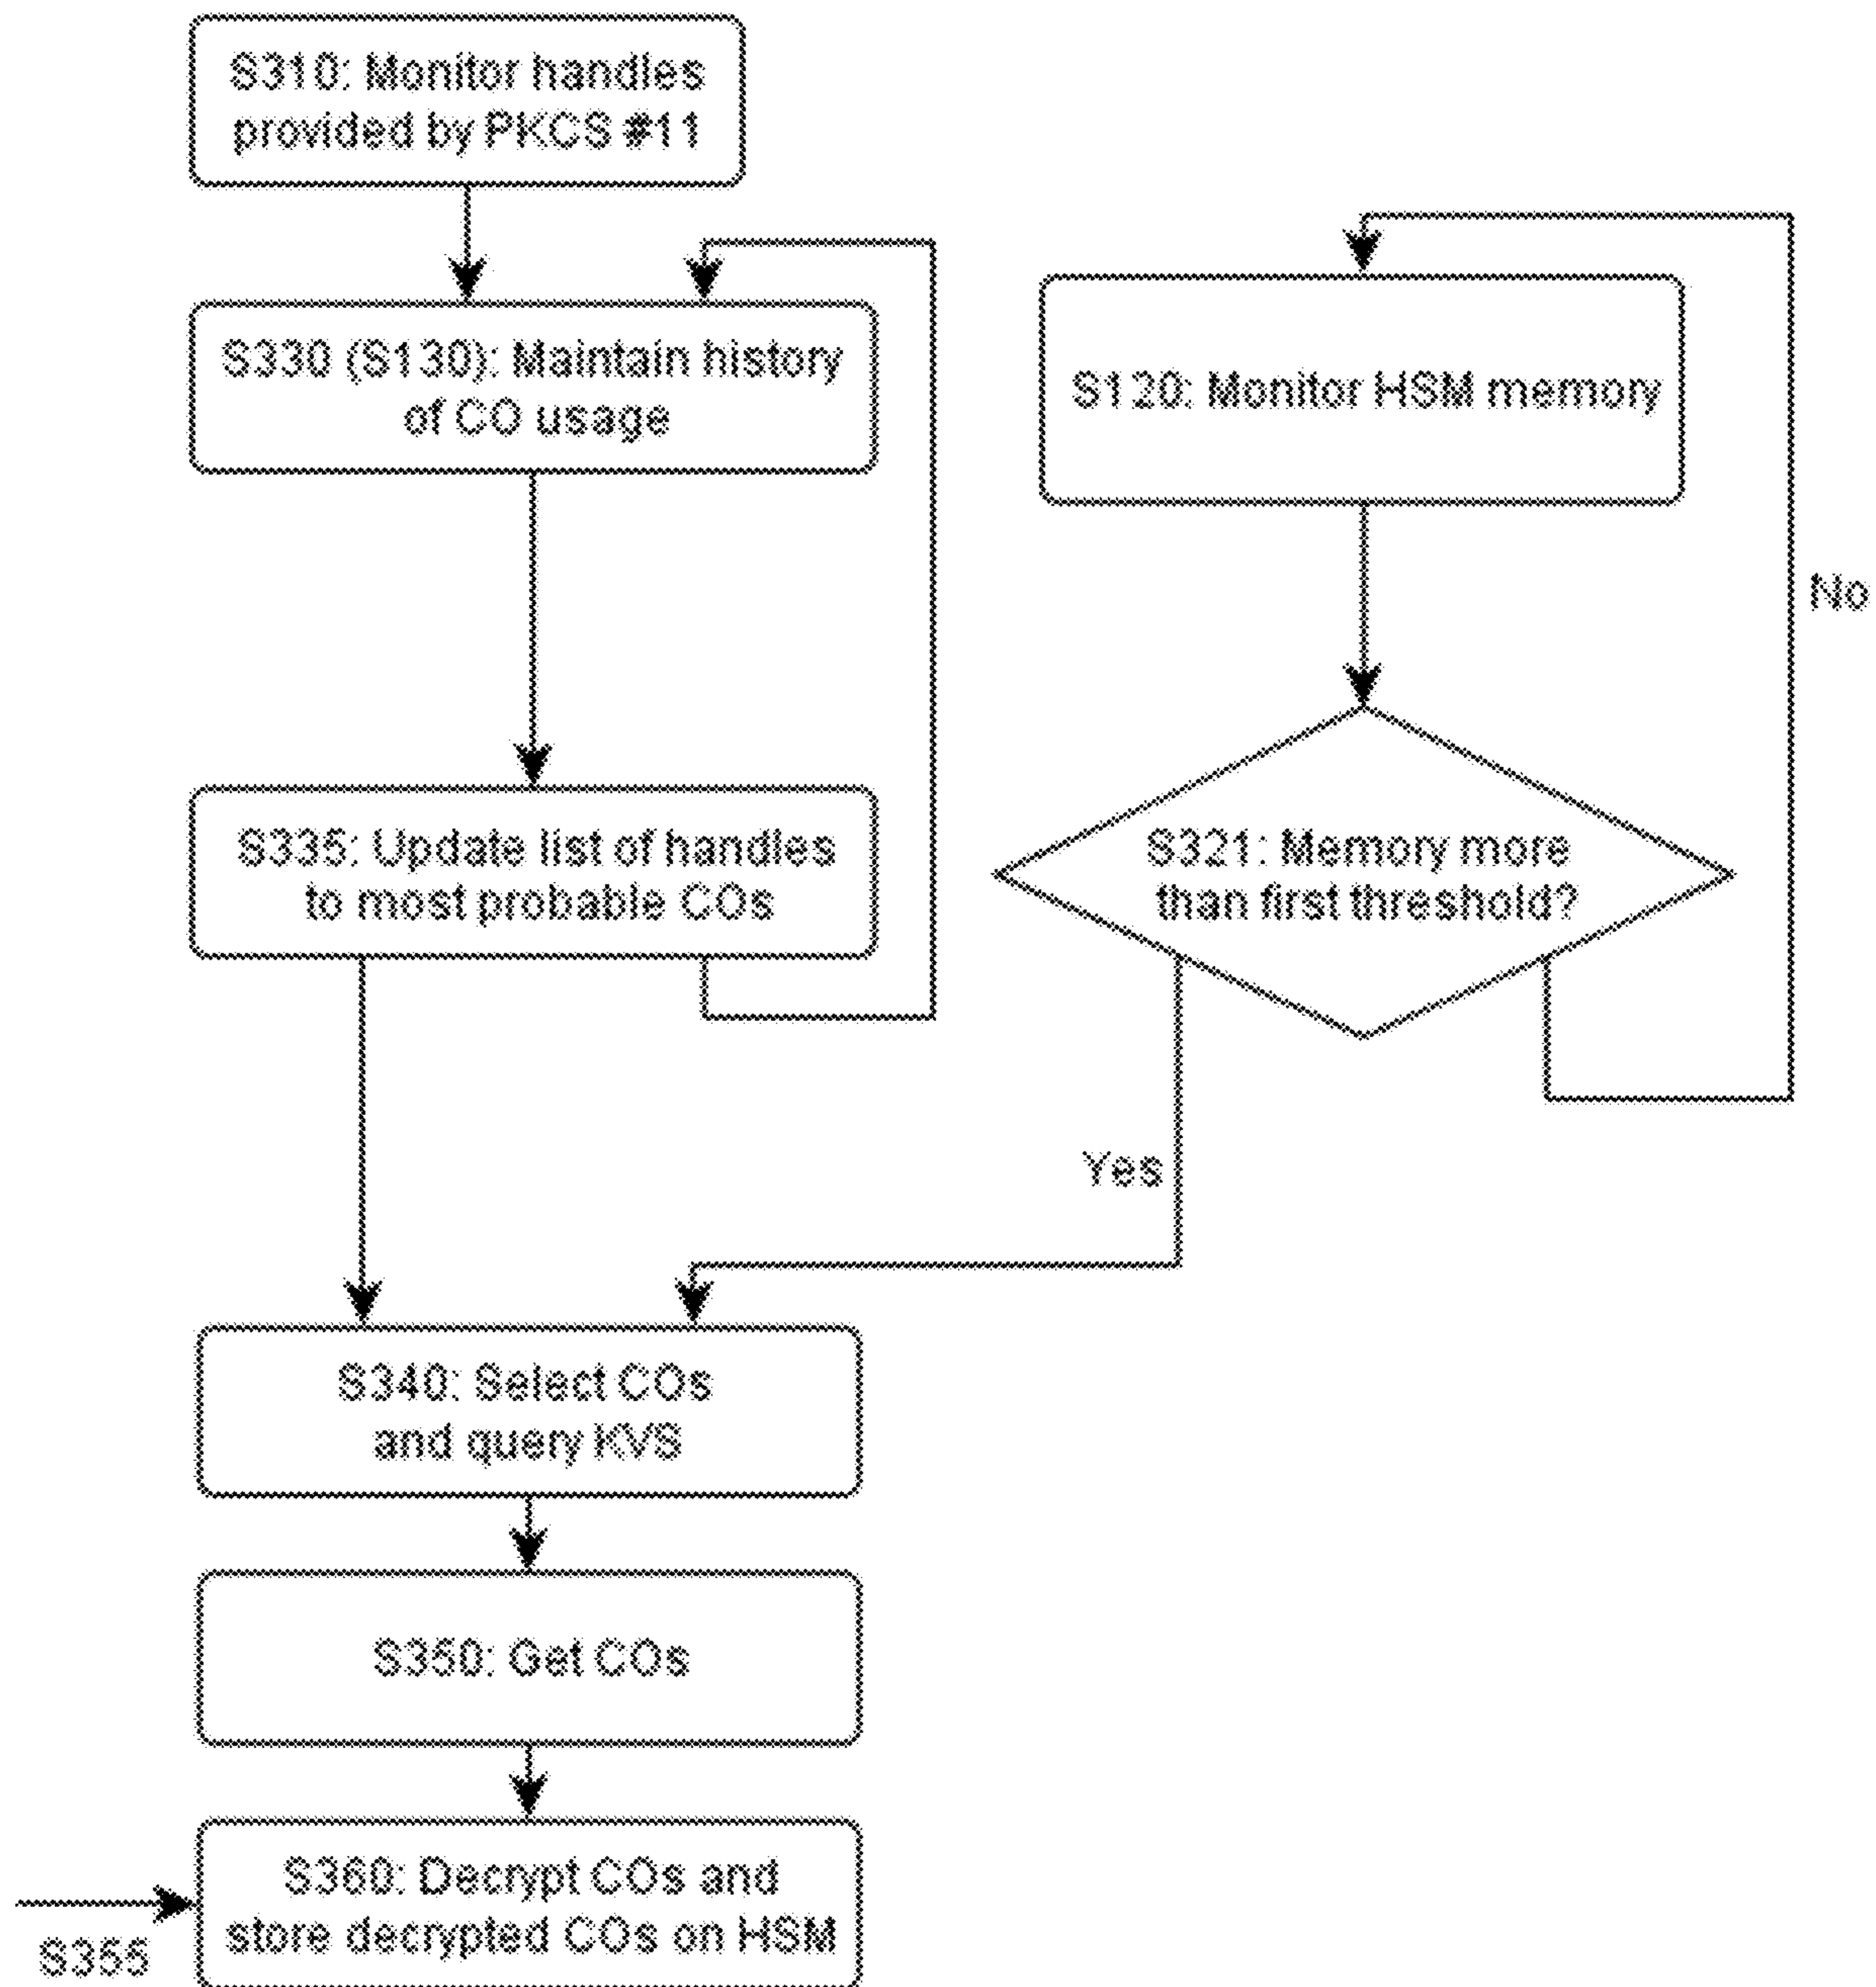 S310: Monitor handles
provided by PKCS #11
S330 (S130): Maintain history
of CO usage
S120: Monitor HSM memory
No
S335: Update list of handles
to most probable COs
S321: Memory more
than first threshold?
Yes
S340: Select COs
and query KVS
S350: Get COs
S360: Decrypt COs and
store decrypted COs on HSM
S355